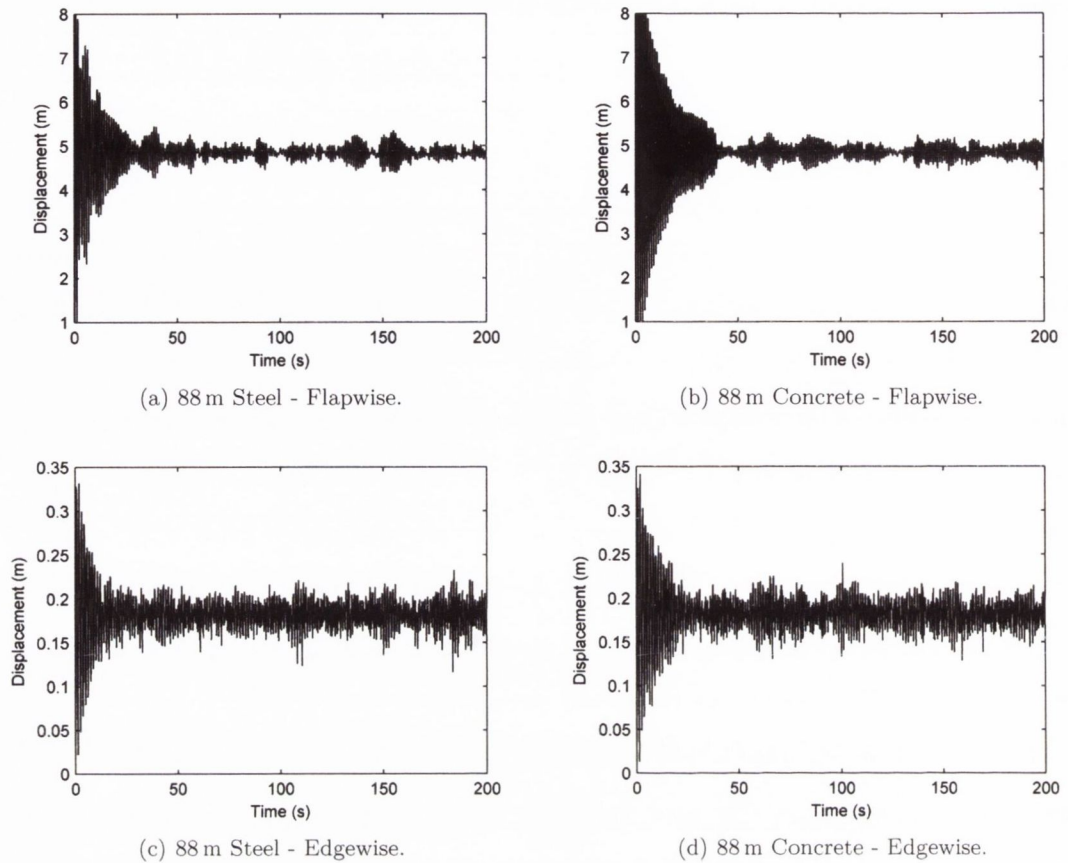 8
7
6
5
4
3
2
1
Displacement (m)
0 50 100 150 200
Time (s)
(a) 88 m Steel - Flapwise.
8
7
6
5
4
3
2
1
Displacement (m)
0 50 100 150 200
Time (s)
(b) 88 m Concrete - Flapwise.
0.35
0.3
0.25
0.2
0.15
0.1
0.05
0
Displacement (m)
0 50 100 150 200
Time (s)
(c) 88 m Steel - Edgewise.
0.35
0.3
0.25
0.2
0.15
0.1
0.05
0
Displacement (m)
0 50 100 150 200
Time (s)
(d) 88 m Concrete - Edgewise.